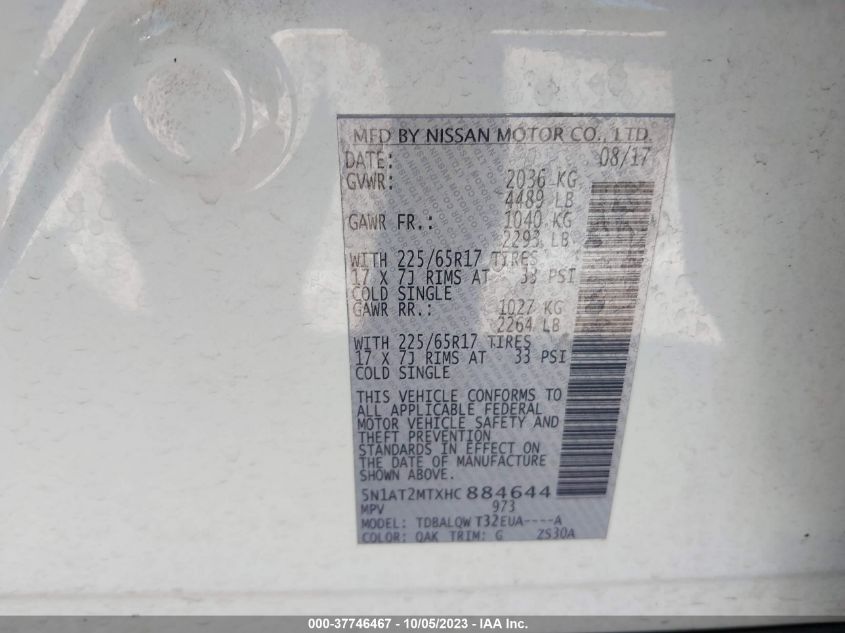 MFD BY NISSAN MOTOR CO., LTD.
DATE: 08/17
GVWR: 2036 KG
4489 LB
GAWR FR.: 1040 KG
2293 LB
WITH 225/65R17 TIRES
17 X 7J RIMS AT 33 PSI
COLD SINGLE
GAWR RR.: 1027 KG
2264 LB
WITH 225/65R17 TIRES
17 X 7J RIMS AT 33 PSI
COLD SINGLE
THIS VEHICLE CONFORMS TO
ALL APPLICABLE FEDERAL
MOTOR VEHICLE SAFETY AND
THEFT PREVENTION
STANDARDS IN EFFECT ON
THE DATE OF MANUFACTURE
SHOWN ABOVE.
5N1AT2MTXHC884644
MPV 973
MODEL: TDBALQW T32EUA----A
COLOR: QAK TRIM: G ZS30A
000-37746467 - 10/05/2023 - IAA Inc.